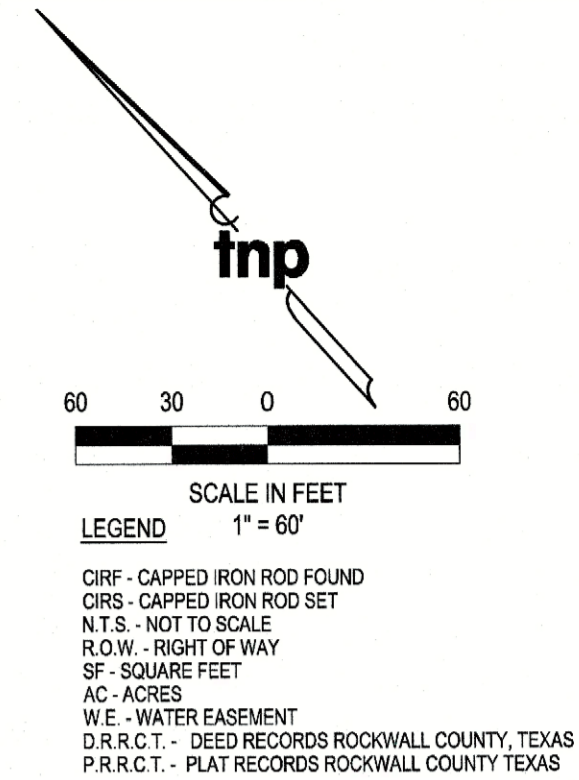 tnp
60 30 0 60
SCALE IN FEET
LEGEND 1" = 60'
CIRF - CAPPED IRON ROD FOUND
CIRS - CAPPED IRON ROD SET
N.T.S. - NOT TO SCALE
R.O.W. - RIGHT OF WAY
SF - SQUARE FEET
AC - ACRES
W.E. - WATER EASEMENT
D.R.R.C.T. - DEED RECORDS ROCKWALL COUNTY, TEXAS
P.R.R.C.T. - PLAT RECORDS ROCKWALL COUNTY TEXAS